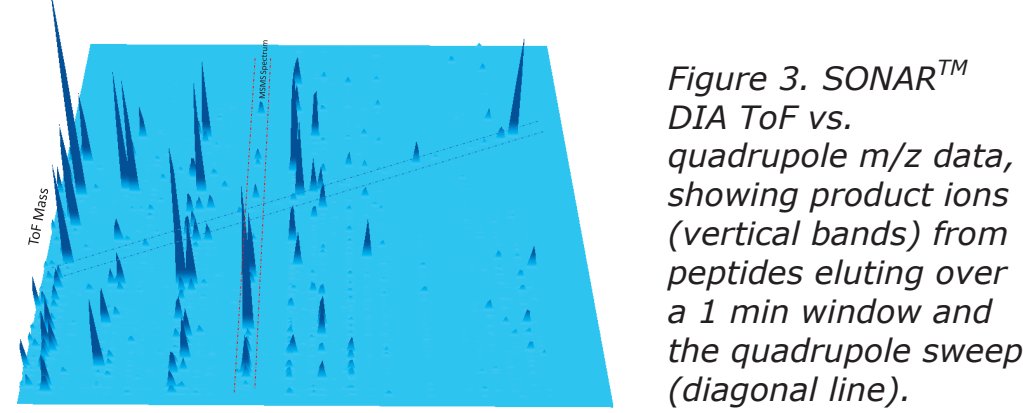 MSMS Spectrum
ToF Mass
Figure 3. SONAR™
DIA ToF vs.
quadrupole m/z data,
showing product ions
(vertical bands) from
peptides eluting over
a 1 min window and
the quadrupole sweep
(diagonal line).